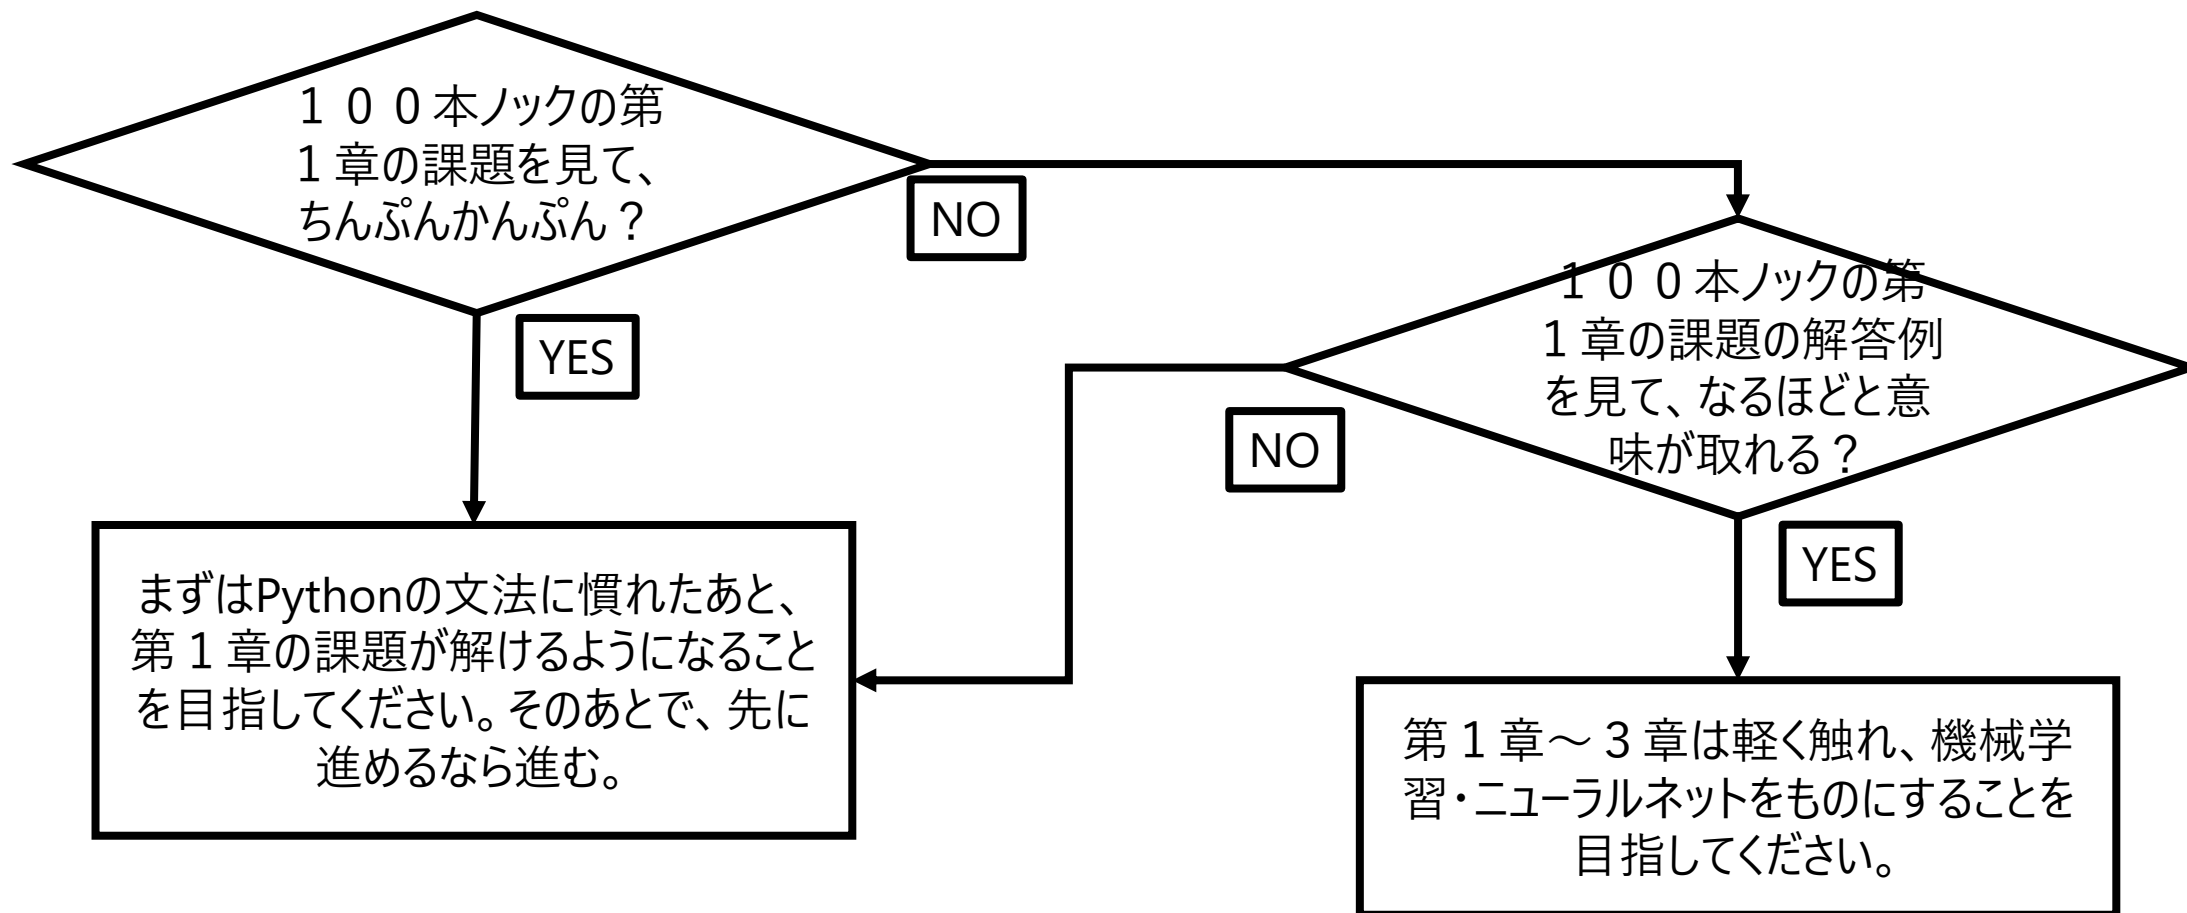 １００本ノックの第
１章の課題を見て、
ちんぷんかんぷん？
NO
YES
１００本ノックの第
１章の課題の解答例
を見て、なるほどと意
味が取れる？
NO
YES
まずはPythonの文法に慣れたあと、
第１章の課題が解けるようになること
を目指してください。そのあとで、先に
進めるなら進む。
第１章～３章は軽く触れ、機械学
習・ニューラルネットをものにすることを
目指してください。